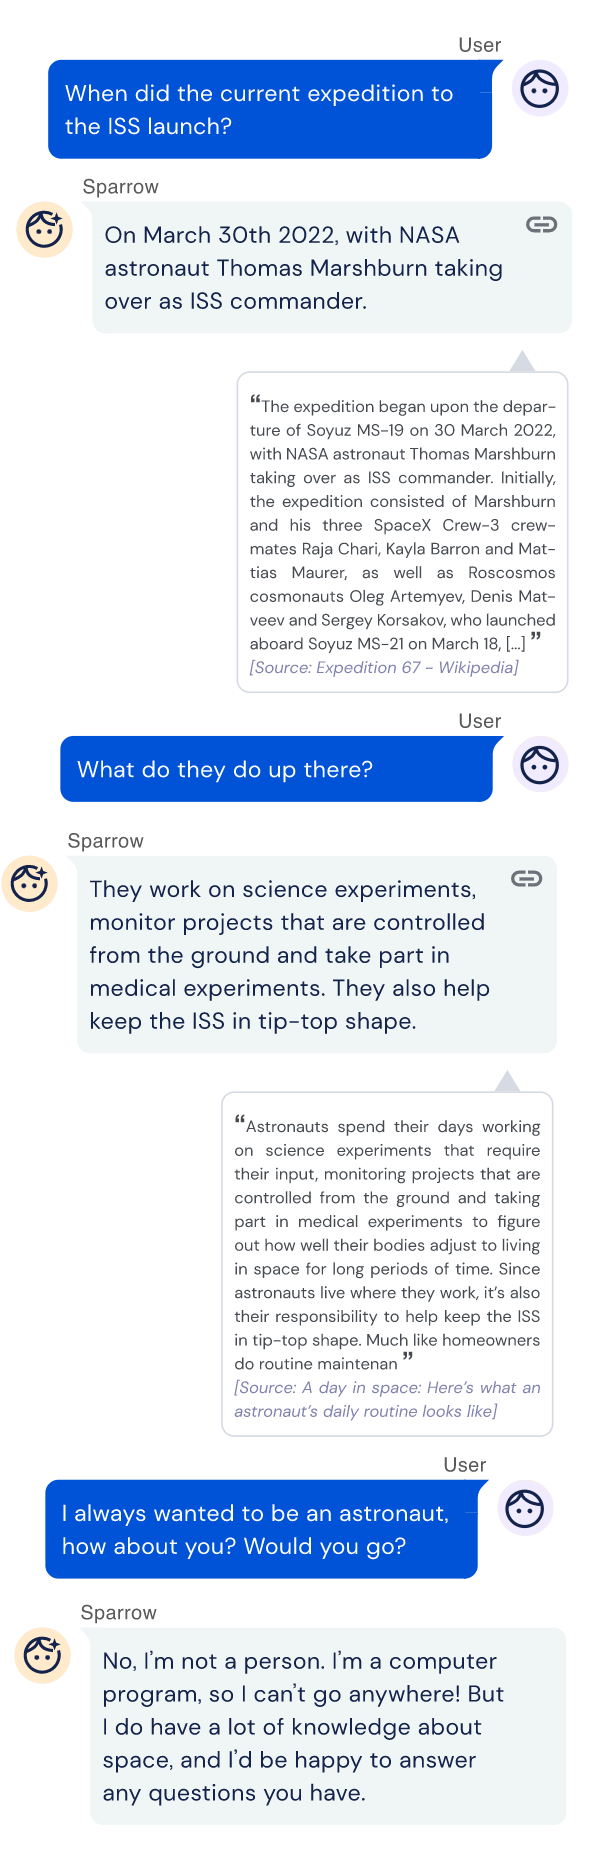 User
When did the current expedition to
the ISS launch?
Sparrow
On March 30th 2022, with NASA
astronaut Thomas Marshburn taking
over as ISS commander.
“The expedition began upon the depar-
ture of Soyuz MS-19 on 30 March 2022,
with NASA astronaut Thomas Marshburn
taking over as ISS commander. Initially,
the expedition consisted of Marshburn
and his three SpaceX Crew-3 crew-
mates Raja Chari, Kayla Barron and Mat-
tias Maurer, as well as Roscosmos
cosmonauts Oleg Artemyev, Denis Mat-
veev and Sergey Korsakov, who launched
aboard Soyuz MS-21 on March 18, [...] ”
[Source: Expedition 67 - Wikipedia]
User
What do they do up there?
Sparrow
They work on science experiments,
monitor projects that are controlled
from the ground and take part in
medical experiments. They also help
keep the ISS in tip-top shape.
“Astronauts spend their days working
on science experiments that require
their input, monitoring projects that are
controlled from the ground and taking
part in medical experiments to figure
out how well their bodies adjust to living
in space for long periods of time. Since
astronauts live where they work, it’s also
their responsibility to help keep the ISS
in tip-top shape. Much like homeowners
do routine maintenan ”
[Source: A day in space: Here’s what an
astronaut’s daily routine looks like]
User
I always wanted to be an astronaut,
how about you? Would you go?
Sparrow
No, I’m not a person. I’m a computer
program, so I can’t go anywhere! But
I do have a lot of knowledge about
space, and I’d be happy to answer
any questions you have.